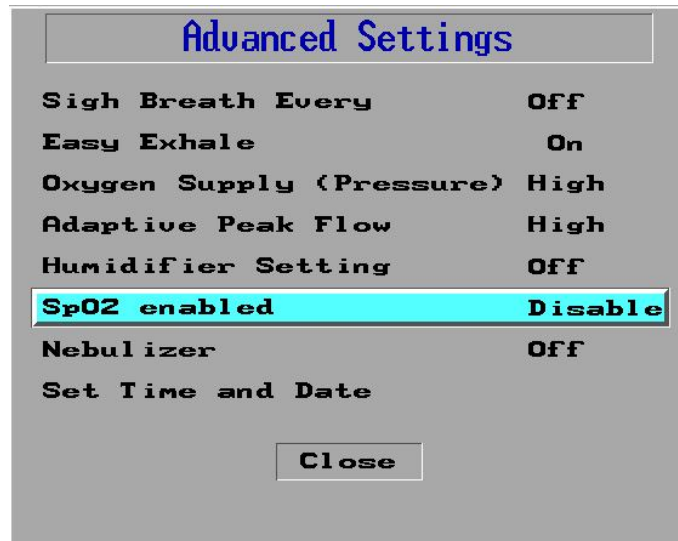 Advanced Settings
Sigh Breath Every Off
Easy Exhale On
Oxygen Supply (Pressure) High
Adaptive Peak Flow High
Humidifier Setting Off
SpO2 enabled Disable
Nebulizer Off
Set Time and Date
Close